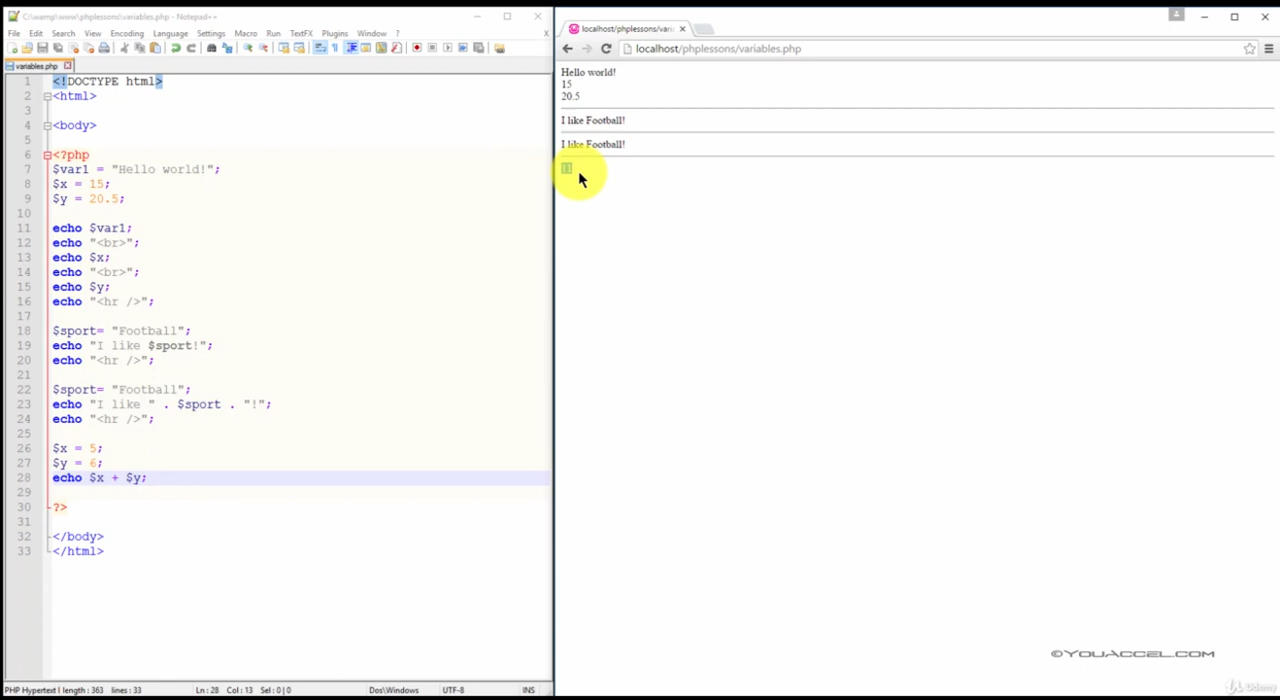 C:\wamp\www\phplessons\variables.php - Notepad++
File Edit Search View Encoding Language Settings Macro Run TextFX Plugins Window ?
variables.php
1 <!DOCTYPE html>
2 <html>
3
4 <body>
5
6 <?php
7 $var1 = "Hello world!";
8 $x = 15;
9 $y = 20.5;
10
11 echo $var1;
12 echo "<br>";
13 echo $x;
14 echo "<br>";
15 echo $y;
16 echo "<hr />";
17
18 $sport= "Football";
19 echo "I like $sport!";
20 echo "<hr />";
21
22 $sport= "Football";
23 echo "I like " . $sport . "!";
24 echo "<hr />";
25
26 $x = 5;
27 $y = 6;
28 echo $x + $y;
29
30 ?>
31
32 </body>
33 </html>
PHP Hypertext l length : 363 lines : 33 Ln : 28 Col : 13 Sel : 0 | 0 Dos\Windows UTF-8 INS
localhost/phplessons/vari
localhost/phplessons/variables.php
Hello world!
15
20.5
I like Football!
I like Football!
©YOUACCEL.COM
Udemy